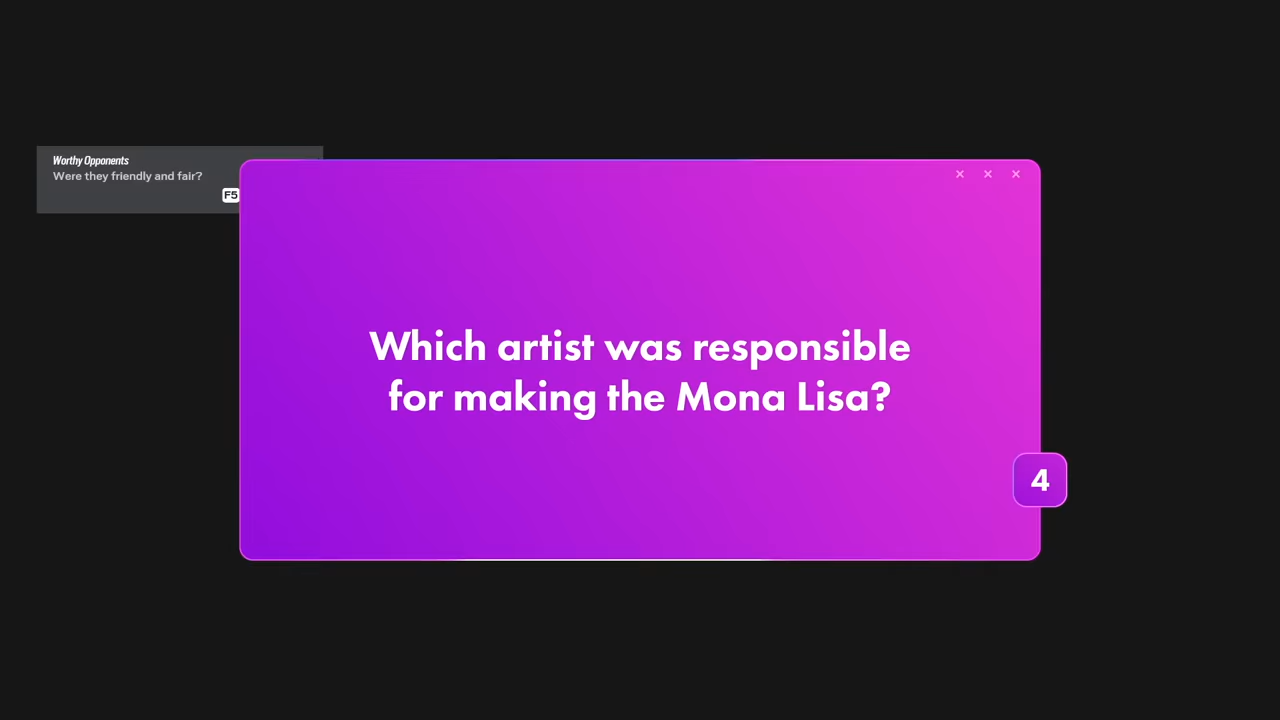 Worthy Opponents
Were they friendly and fair?
F5
× × ×
Which artist was responsible
for making the Mona Lisa?
4